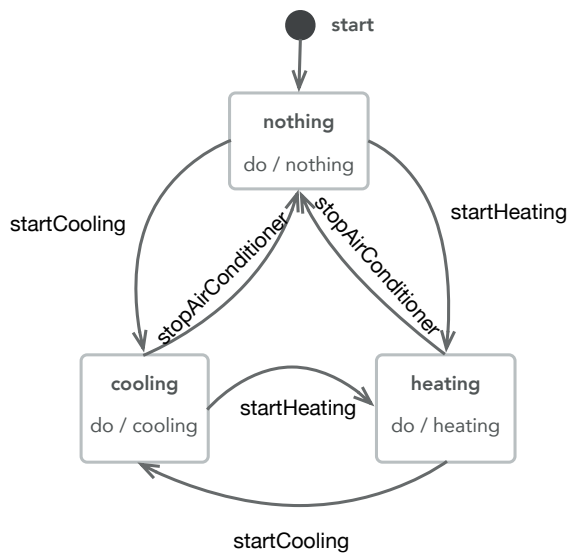 start
nothing
do / nothing
startCooling
startHeating
stopAirConditioner
stopAirConditioner
cooling
do / cooling
startHeating
heating
do / heating
startCooling